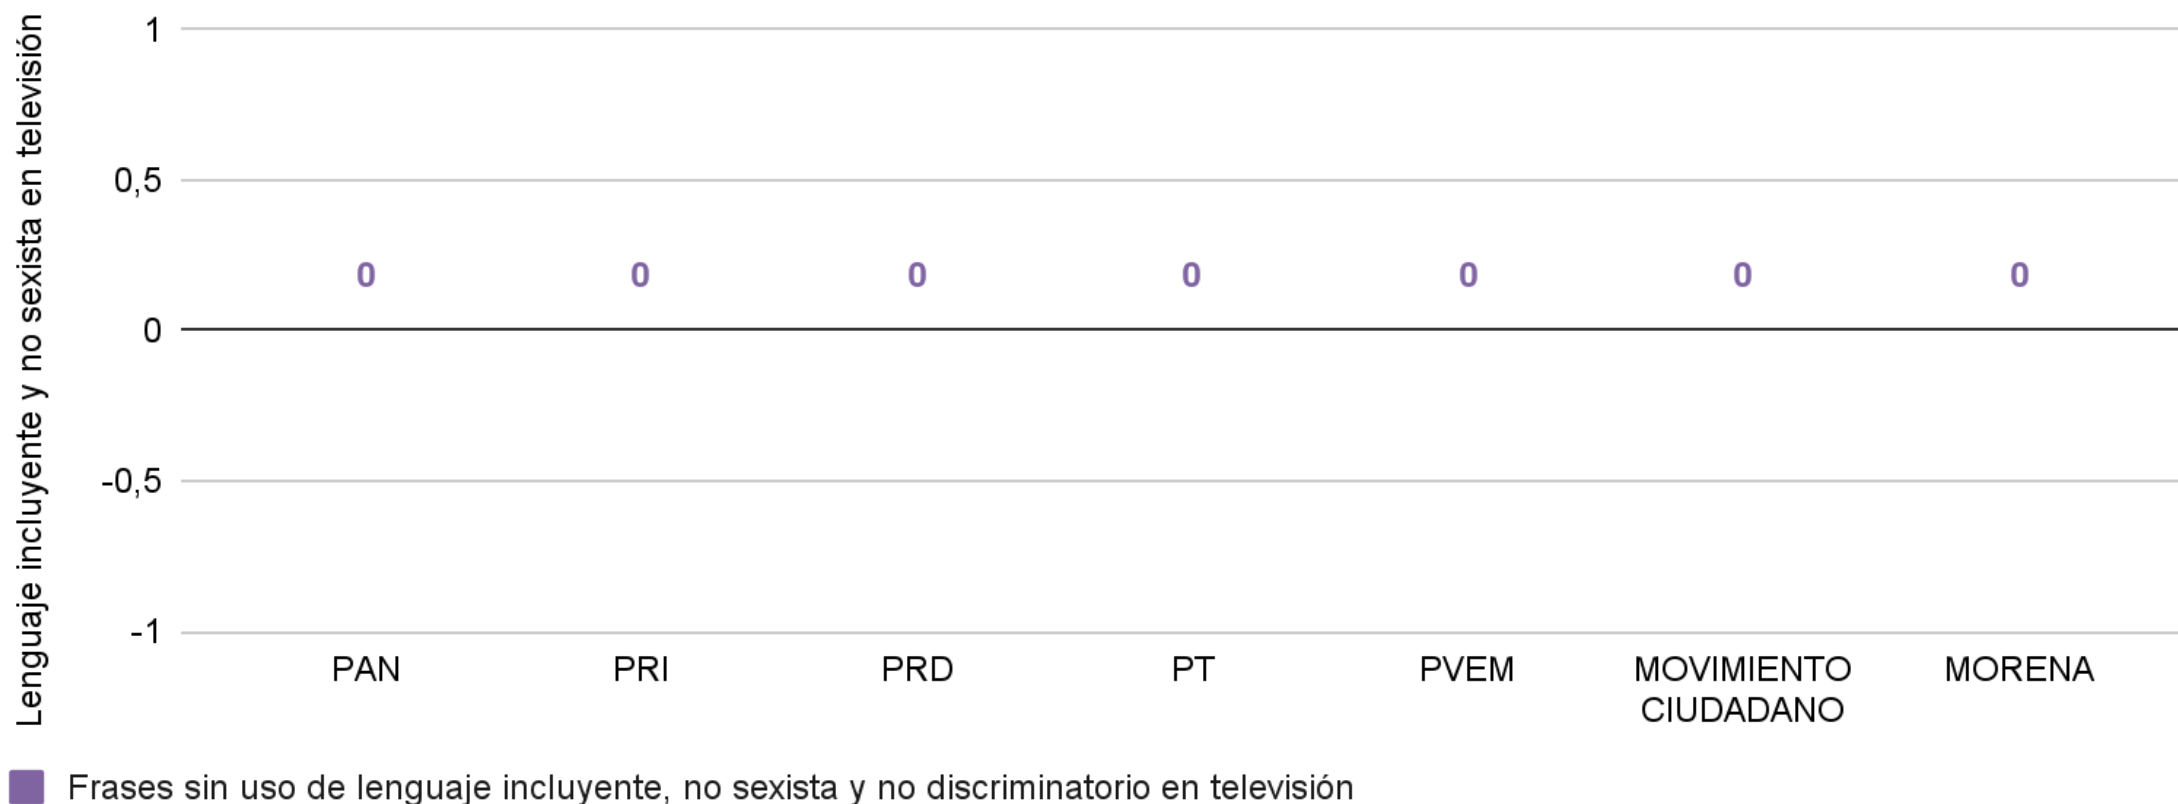 Lenguaje incluyente y no sexista en televisión
1
0,5
0
-0,5
-1
0 0 0 0 0 0 0
PAN PRI PRD PT PVEM MOVIMIENTO CIUDADANO MORENA
Frases sin uso de lenguaje incluyente, no sexista y no discriminatorio en televisión